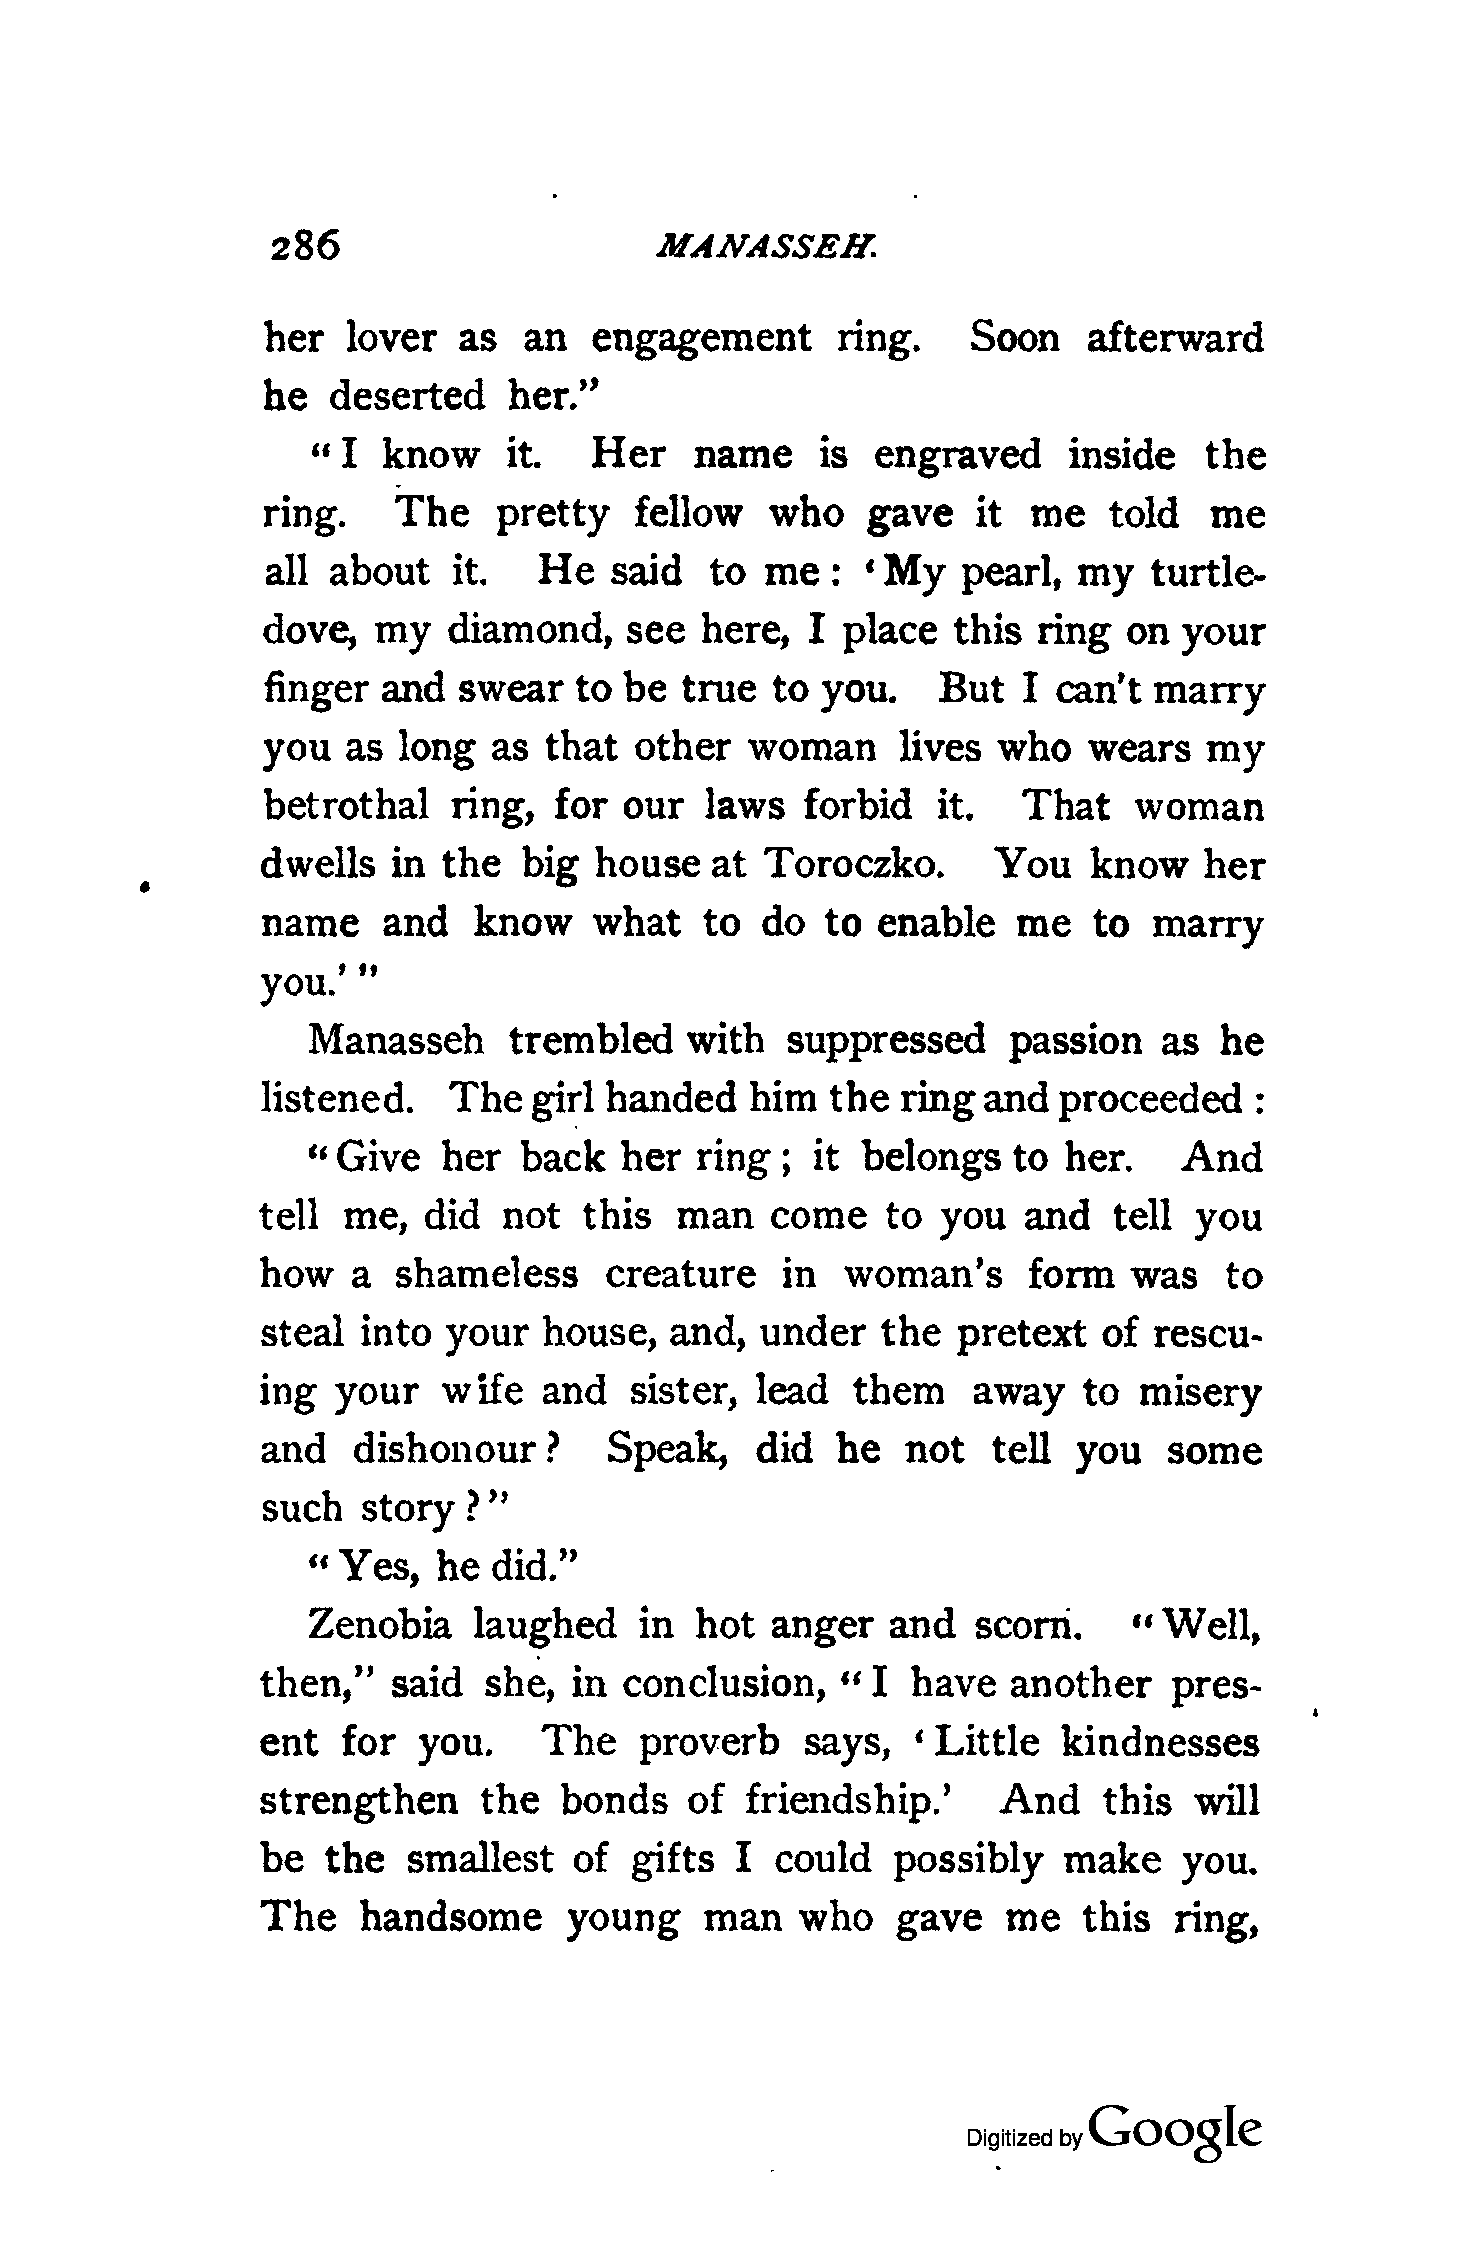 286 MANASSEH.
her lover as an engagement ring. Soon afterward
he deserted her."
"I know it. Her name is engraved inside the
ring. The pretty fellow who gave it me told me
all about it. He said to me : 'My pearl, my turtle-
dove, my diamond, see here, I place this ring on your
finger and swear to be true to you. But I can't marry
you as long as that other woman lives who wears my
betrothal ring, for our laws forbid it. That woman
dwells in the big house at Toroczko. You know her
name and know what to do to enable me to marry
you.' "
Manasseh trembled with suppressed passion as he
listened. The girl handed him the ring and proceeded :
"Give her back her ring ; it belongs to her. And
tell me, did not this man come to you and tell you
how a shameless creature in woman's form was to
steal into your house, and, under the pretext of rescu-
ing your wife and sister, lead them away to misery
and dishonour ? Speak, did he not tell you some
such story ?"
"Yes, he did."
Zenobia laughed in hot anger and scorn. "Well,
then," said she, in conclusion, "I have another pres-
ent for you. The proverb says, 'Little kindnesses
strengthen the bonds of friendship.' And this will
be the smallest of gifts I could possibly make you.
The handsome young man who gave me this ring,
Digitized by Google